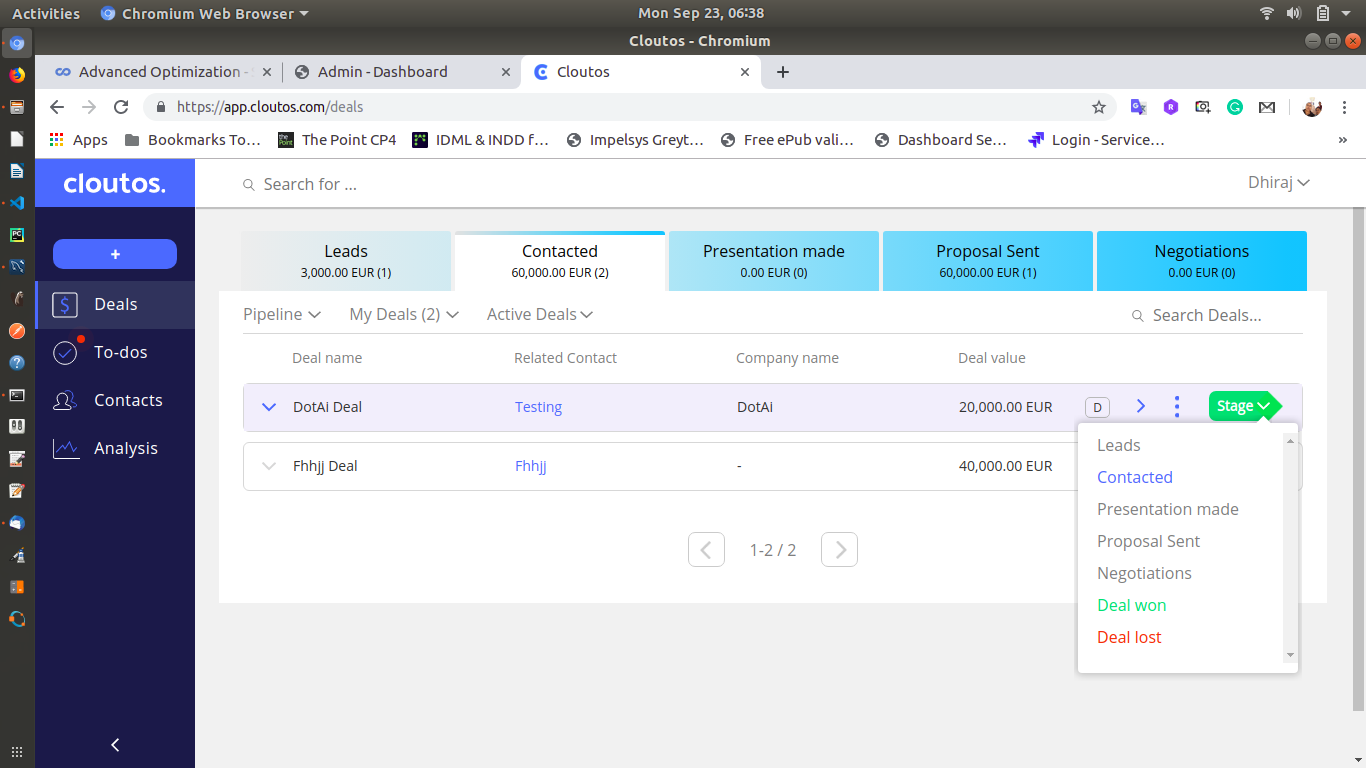 Activities Chromium Web Browser Mon Sep 23, 06:38
Cloutos - Chromium
Advanced Optimization - Admin - Dashboard Cloutos
https://app.cloutos.com/deals
Apps Bookmarks To… The Point CP4 IDML & INDD f… Impelsys Greyt… Free ePub vali… Dashboard Se… Login - Service… »
cloutos.
Search for ...
Dhiraj
+
Deals
To-dos
Contacts
Analysis
Leads
3,000.00 EUR (1)
Contacted
60,000.00 EUR (2)
Presentation made
0.00 EUR (0)
Proposal Sent
60,000.00 EUR (1)
Negotiations
0.00 EUR (0)
Pipeline My Deals (2) Active Deals Search Deals...
Deal name Related Contact Company name Deal value
DotAi Deal Testing DotAi 20,000.00 EUR D Stage
Fhhjj Deal Fhhjj - 40,000.00 EUR
Leads
Contacted
Presentation made
Proposal Sent
Negotiations
Deal won
Deal lost
1-2 / 2